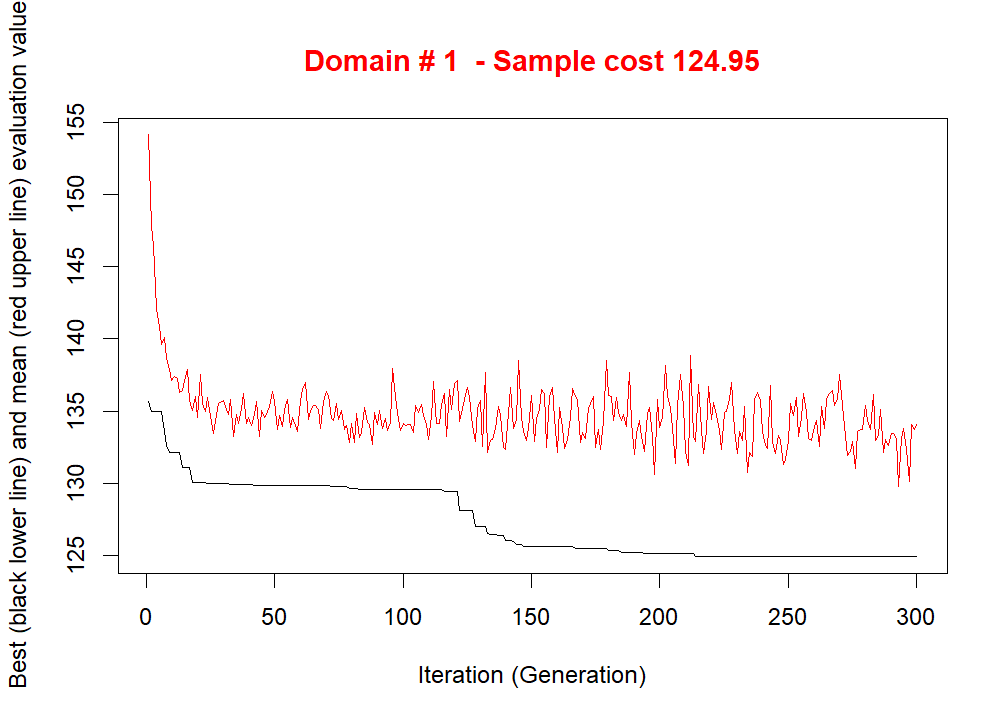 Domain # 1  - Sample cost 124.95
Best (black lower line) and mean (red upper line) evaluation value
155
150
145
140
135
130
125
0 50 100 150 200 250 300
Iteration (Generation)